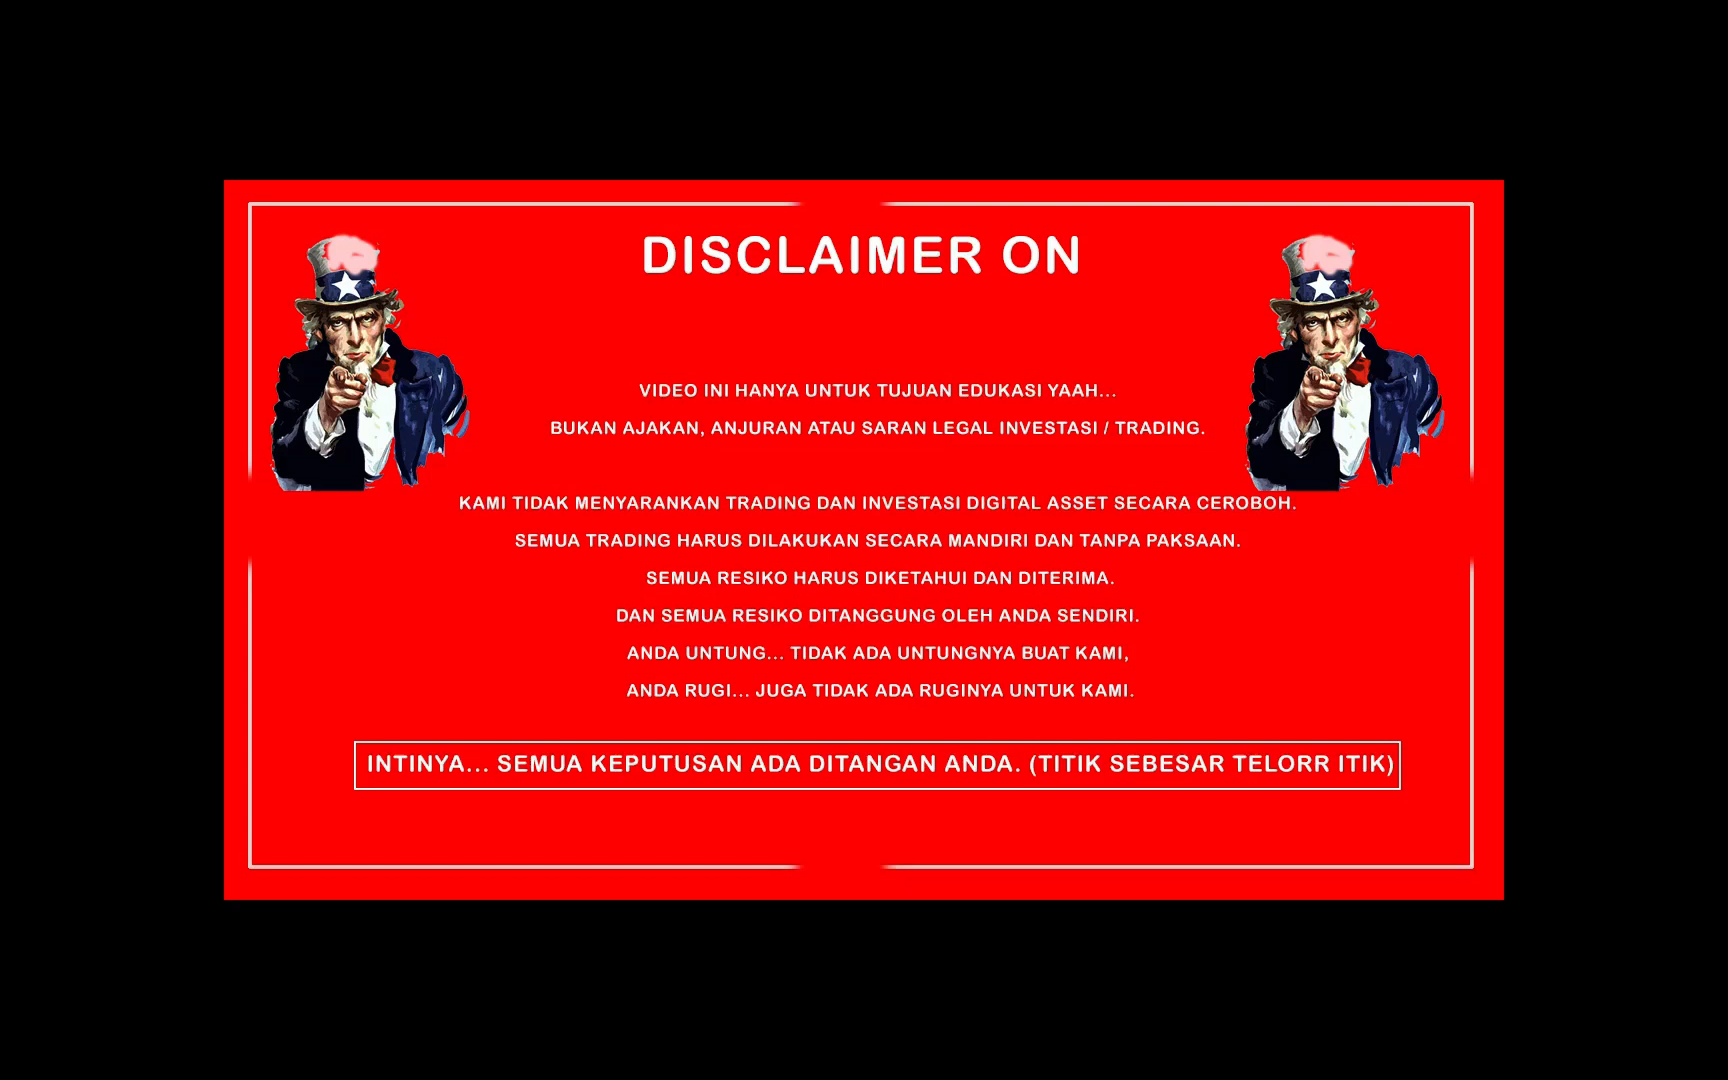 DISCLAIMER ON
VIDEO INI HANYA UNTUK TUJUAN EDUKASI YAAH...
BUKAN AJAKAN, ANJURAN ATAU SARAN LEGAL INVESTASI / TRADING.
KAMI TIDAK MENYARANKAN TRADING DAN INVESTASI DIGITAL ASSET SECARA CEROBOH.
SEMUA TRADING HARUS DILAKUKAN SECARA MANDIRI DAN TANPA PAKSAAN.
SEMUA RESIKO HARUS DIKETAHUI DAN DITERIMA.
DAN SEMUA RESIKO DITANGGUNG OLEH ANDA SENDIRI.
ANDA UNTUNG... TIDAK ADA UNTUNGNYA BUAT KAMI,
ANDA RUGI... JUGA TIDAK ADA RUGINYA UNTUK KAMI.
INTINYA... SEMUA KEPUTUSAN ADA DITANGAN ANDA. (TITIK SEBESAR TELORR ITIK)